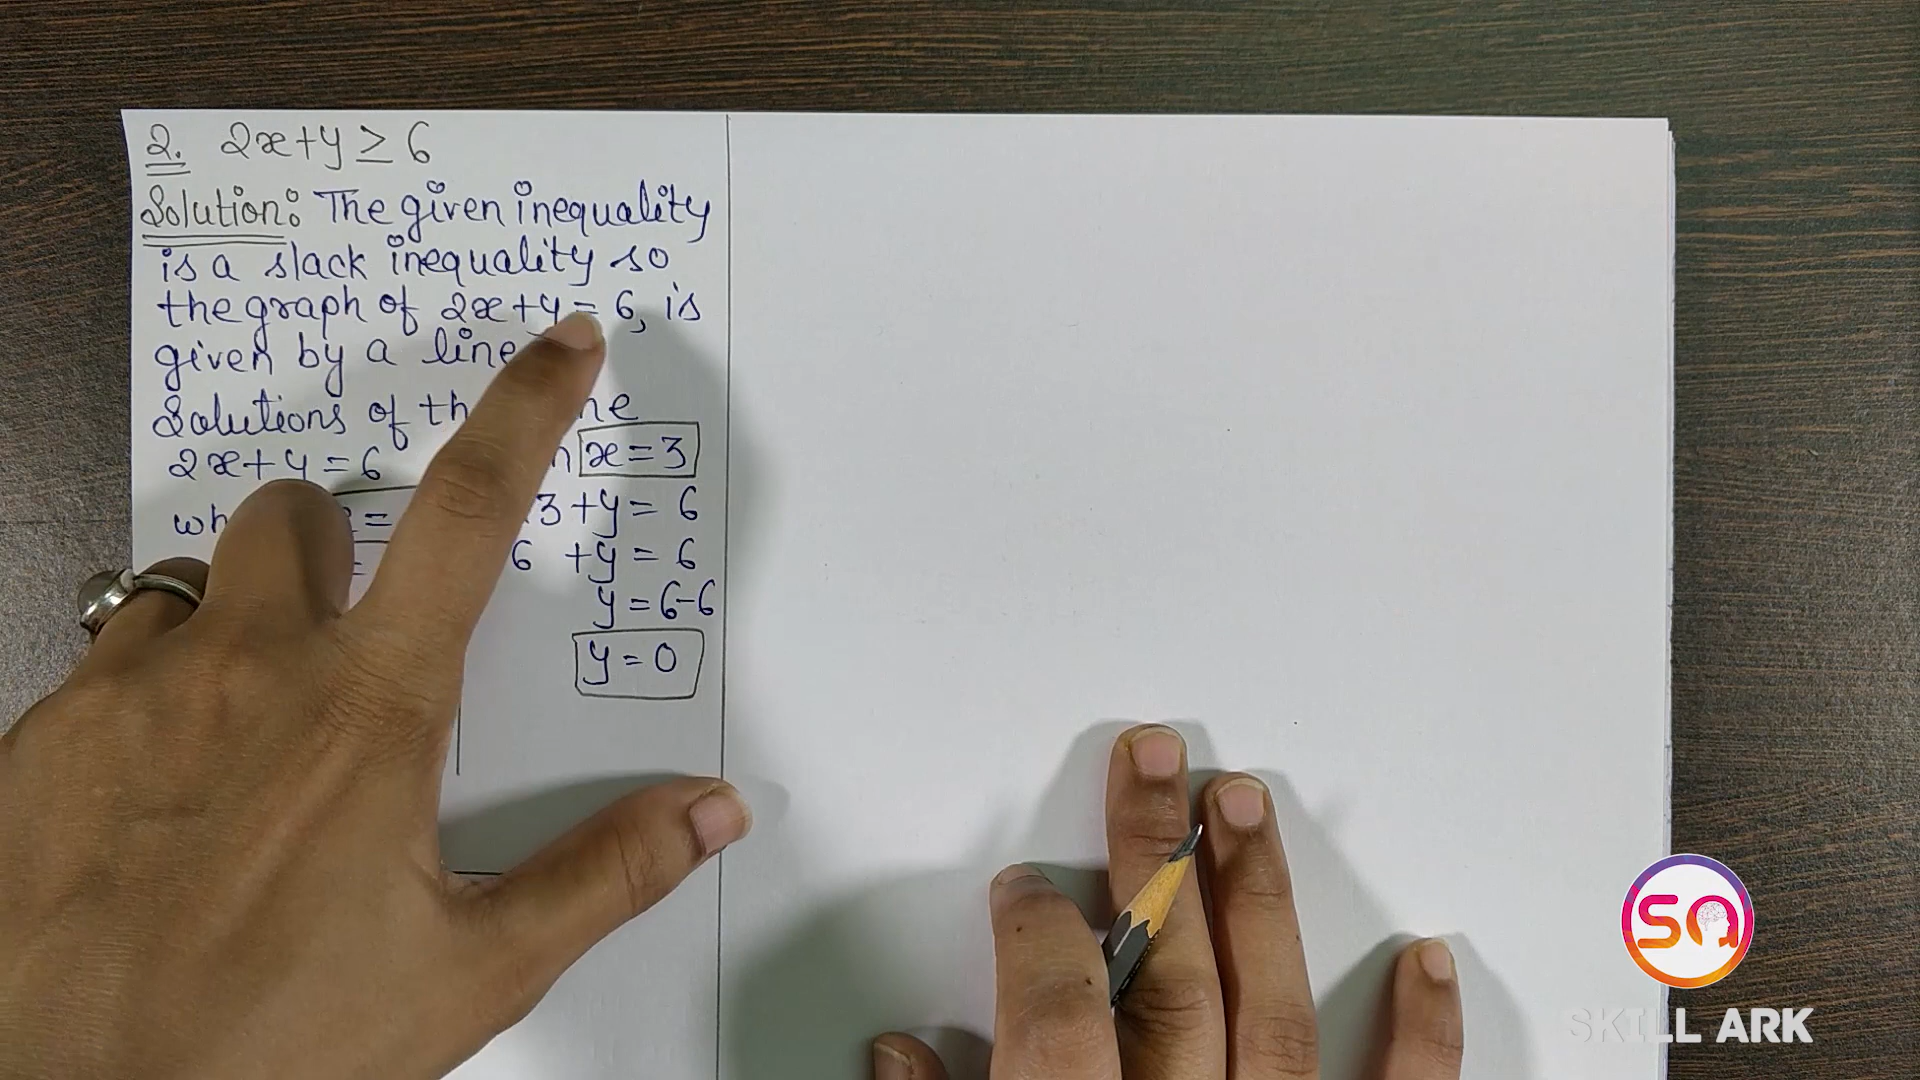 2. 2x+y ≥ 6
Solution: The given inequality
is a slack inequality so
the graph of 2x+y = 6, is
given by a line
Solutions of
2x+y = 6 x = 3
3 + y = 6
6 + y = 6
y = 6-6
y = 0
SA
SKILL ARK